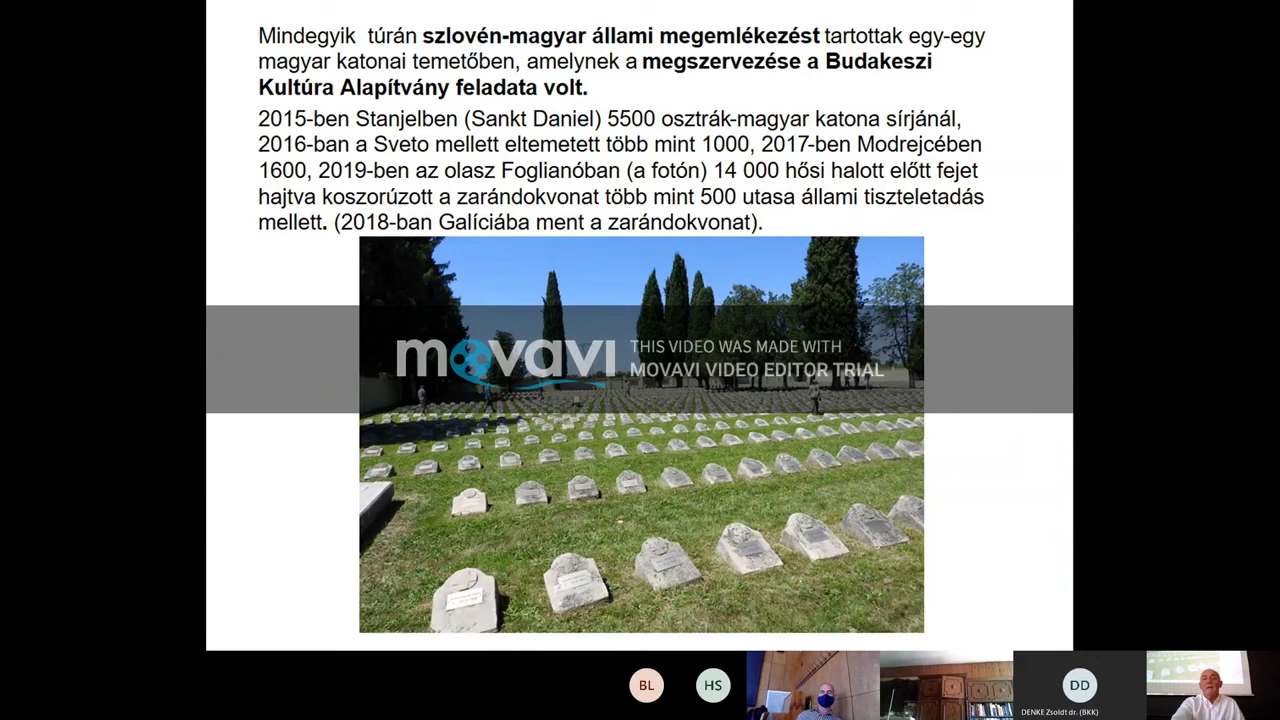 Mindegyik túrán szlovén-magyar állami megemlékezést tartottak egy-egy
magyar katonai temetőben, amelynek a megszervezése a Budakeszi
Kultúra Alapítvány feladata volt.
2015-ben Stanjelben (Sankt Daniel) 5500 osztrák-magyar katona sírjánál,
2016-ban a Sveto mellett eltemetett több mint 1000, 2017-ben Modrejcében
1600, 2019-ben az olasz Foglianóban (a fotón) 14 000 hősi halott előtt fejet
hajtva koszorúzott a zarándokvonat több mint 500 utasa állami tiszteletadás
mellett. (2018-ban Galíciába ment a zarándokvonat).
movavi
THIS VIDEO WAS MADE WITH
MOVAVI VIDEO EDITOR TRIAL
BL
HS
DD
DENKE Zsoldt dr. (BKK)